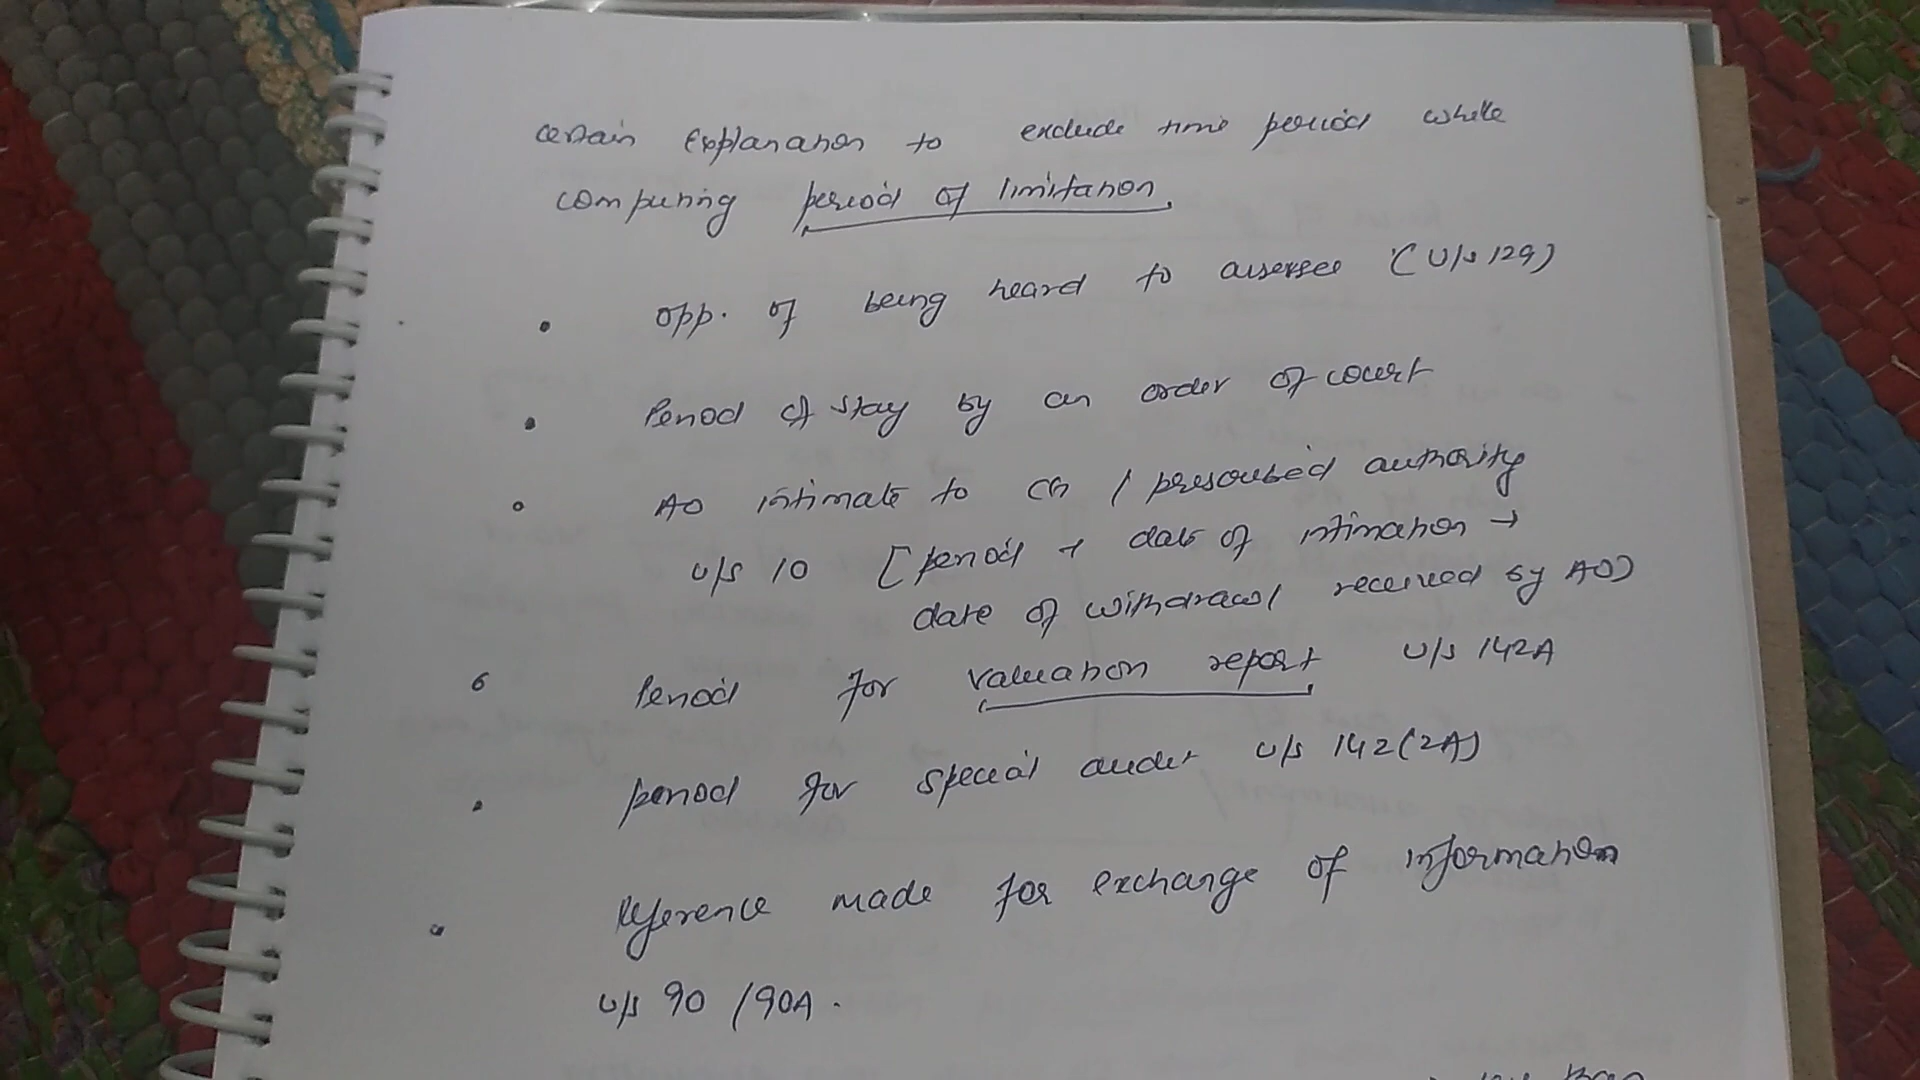 certain explanation to exclude time period while
computing period of limitation.
• opp. of being heard to assessee (U/s 129)
• Period of stay by an order of court
• AO intimate to CG / prescribed authority
u/s 10 [period → date of intimation →
date of withdrawl received by AO]
• Period for valuation report u/s 142A
• period for special audit u/s 142(2A)
• Reference made for exchange of information
u/s 90 /90A.